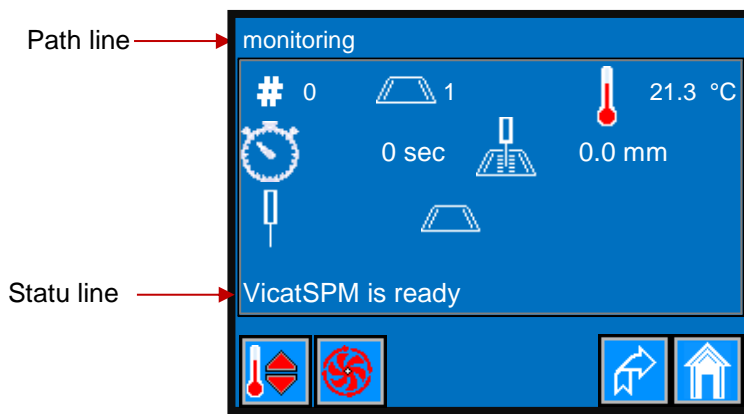 Path line
monitoring
# 0 1 21.3 °C
0 sec 0.0 mm
Statu line
VicatSPM is ready